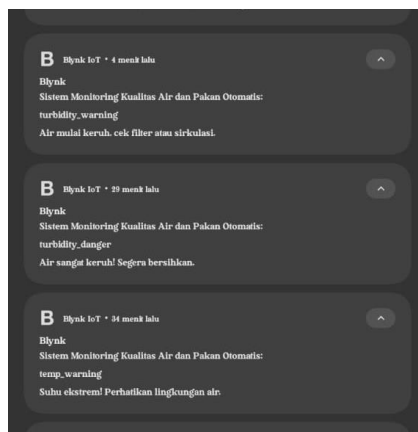 B Blynk IoT • 4 menit lalu
Blynk
Sistem Monitoring Kualitas Air dan Pakan Otomatis:
turbidity_warning
Air mulai keruh. cek filter atau sirkulasi.
B Blynk IoT • 29 menit lalu
Blynk
Sistem Monitoring Kualitas Air dan Pakan Otomatis:
turbidity_danger
Air sangat keruh! Segera bersihkan.
B Blynk IoT • 34 menit lalu
Blynk
Sistem Monitoring Kualitas Air dan Pakan Otomatis:
temp_warning
Suhu ekstrem! Perhatikan lingkungan air.